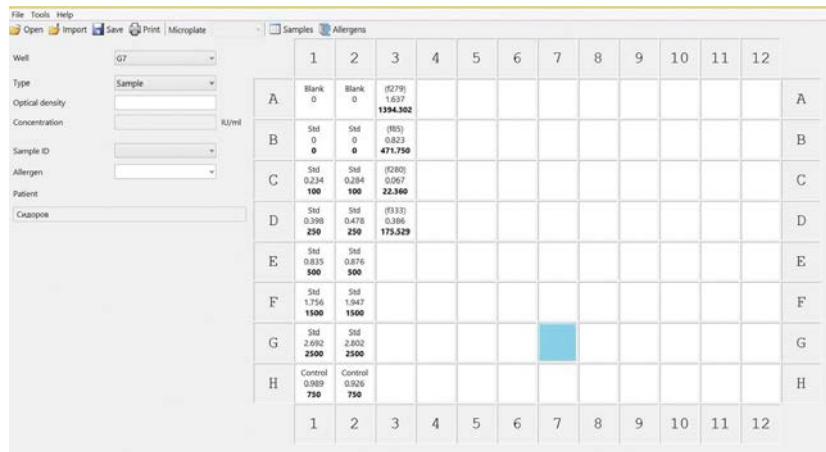 File Tools Help
Open Import Save Print Microplate Samples Allergens
Well G7
Type Sample
Optical density
Concentration IU/ml
Sample ID
Allergen
Patient
Сидоров
1 2 3 4 5 6 7 8 9 10 11 12
A Blank Blank (f279) A
0 0 1.637
1394.302
B Std Std (f85) B
0 0 0.823
0 0 471.750
C Std Std (f280) C
0.234 0.284 0.067
100 100 22.360
D Std Std (f333) D
0.398 0.478 0.386
250 250 175.529
E Std Std E
0.835 0.876
500 500
F Std Std F
1.756 1.947
1500 1500
G Std Std G
2.692 2.802
2500 2500
H Control Control H
0.989 0.926
750 750
1 2 3 4 5 6 7 8 9 10 11 12